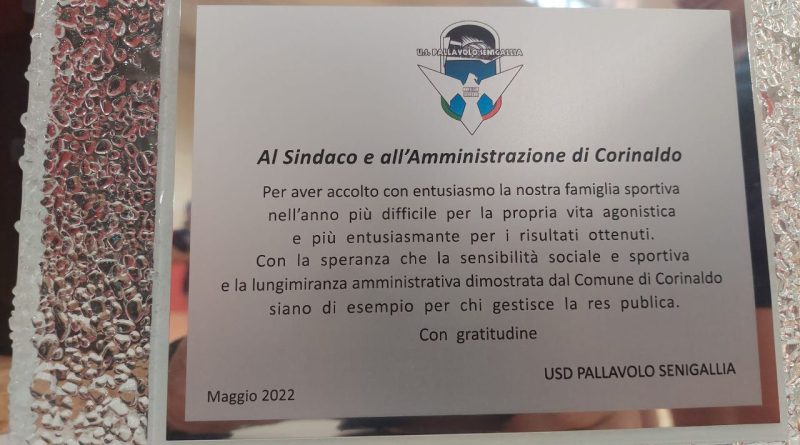 U.S. PALLAVOLO SENIGALLIA
Al Sindaco e all'Amministrazione di Corinaldo
Per aver accolto con entusiasmo la nostra famiglia sportiva
nell'anno più difficile per la propria vita agonistica
e più entusiasmante per i risultati ottenuti.
Con la speranza che la sensibilità sociale e sportiva
e la lungimiranza amministrativa dimostrata dal Comune di Corinaldo
siano di esempio per chi gestisce la res publica.
Con gratitudine
USD PALLAVOLO SENIGALLIA
Maggio 2022